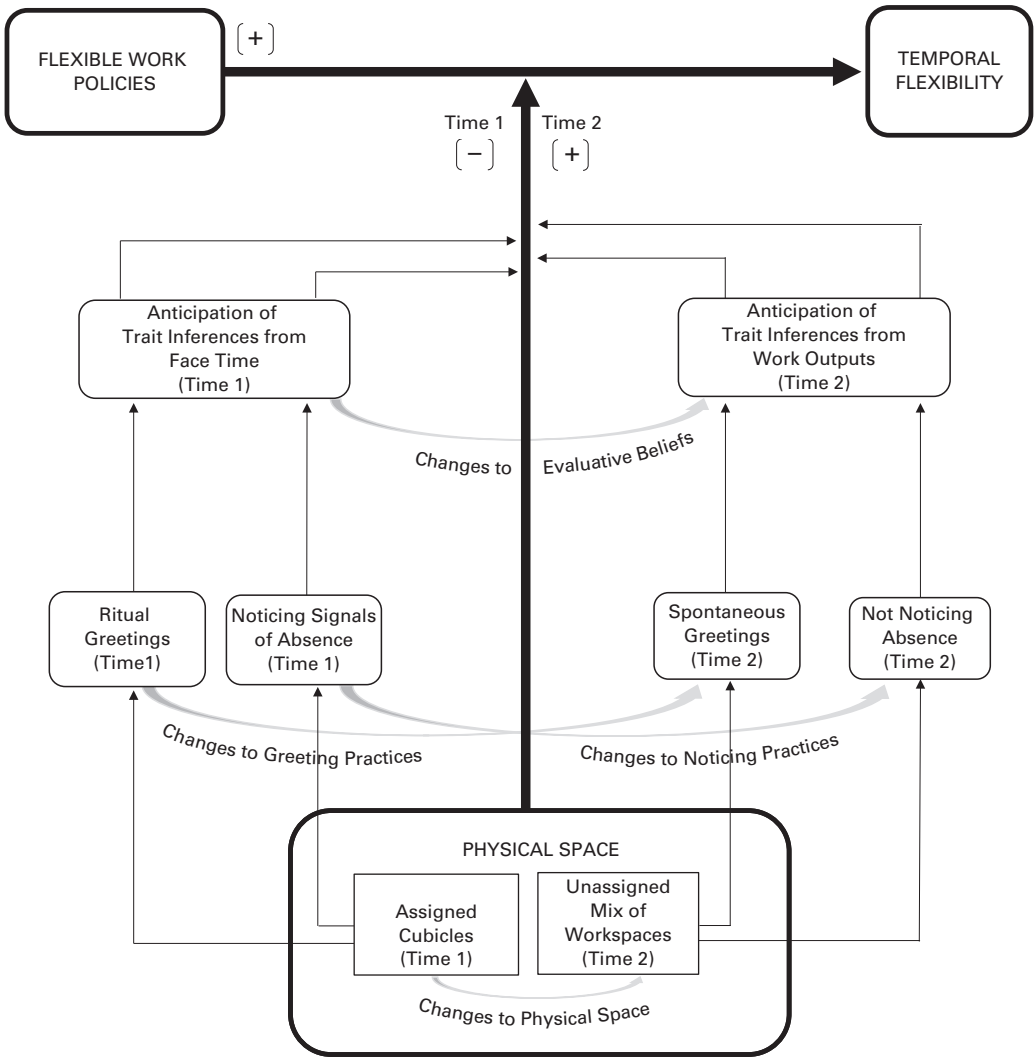 FLEXIBLE WORK
POLICIES
[+]
TEMPORAL
FLEXIBILITY
Time 1
[−]
Time 2
[+]
Anticipation of
Trait Inferences from
Face Time
(Time 1)
Anticipation of
Trait Inferences from
Work Outputs
(Time 2)
Changes to Evaluative Beliefs
Ritual
Greetings
(Time1)
Noticing Signals
of Absence
(Time 1)
Spontaneous
Greetings
(Time 2)
Not Noticing
Absence
(Time 2)
Changes to Greeting Practices
Changes to Noticing Practices
PHYSICAL SPACE
Assigned
Cubicles
(Time 1)
Unassigned
Mix of
Workspaces
(Time 2)
Changes to Physical Space